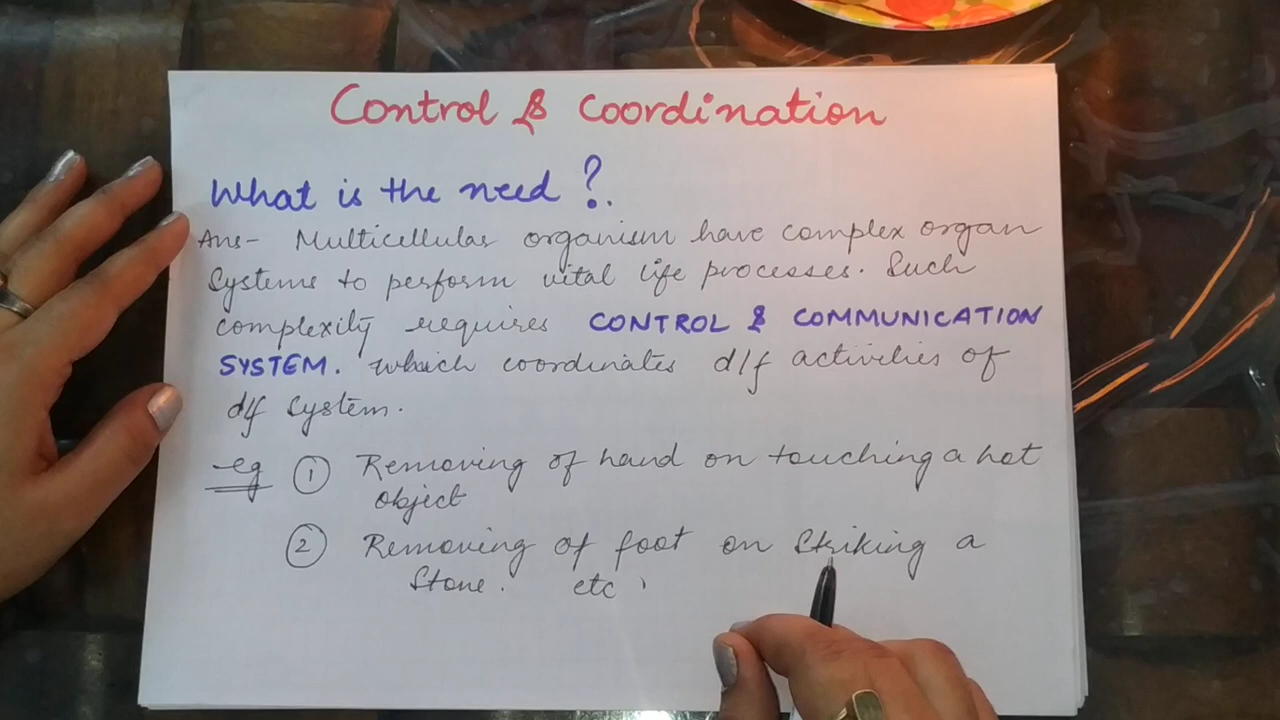 Control & Coordination
What is the need ?.
Ans- Multicellular organism have complex organ
Systems to perform vital life processes. Such
complexity requires CONTROL & COMMUNICATION
SYSTEM. which coordinates d/f activities of
d/f system.
eg ① Removing of hand on touching a hot
object
② Removing of foot on Striking a
Stone. etc